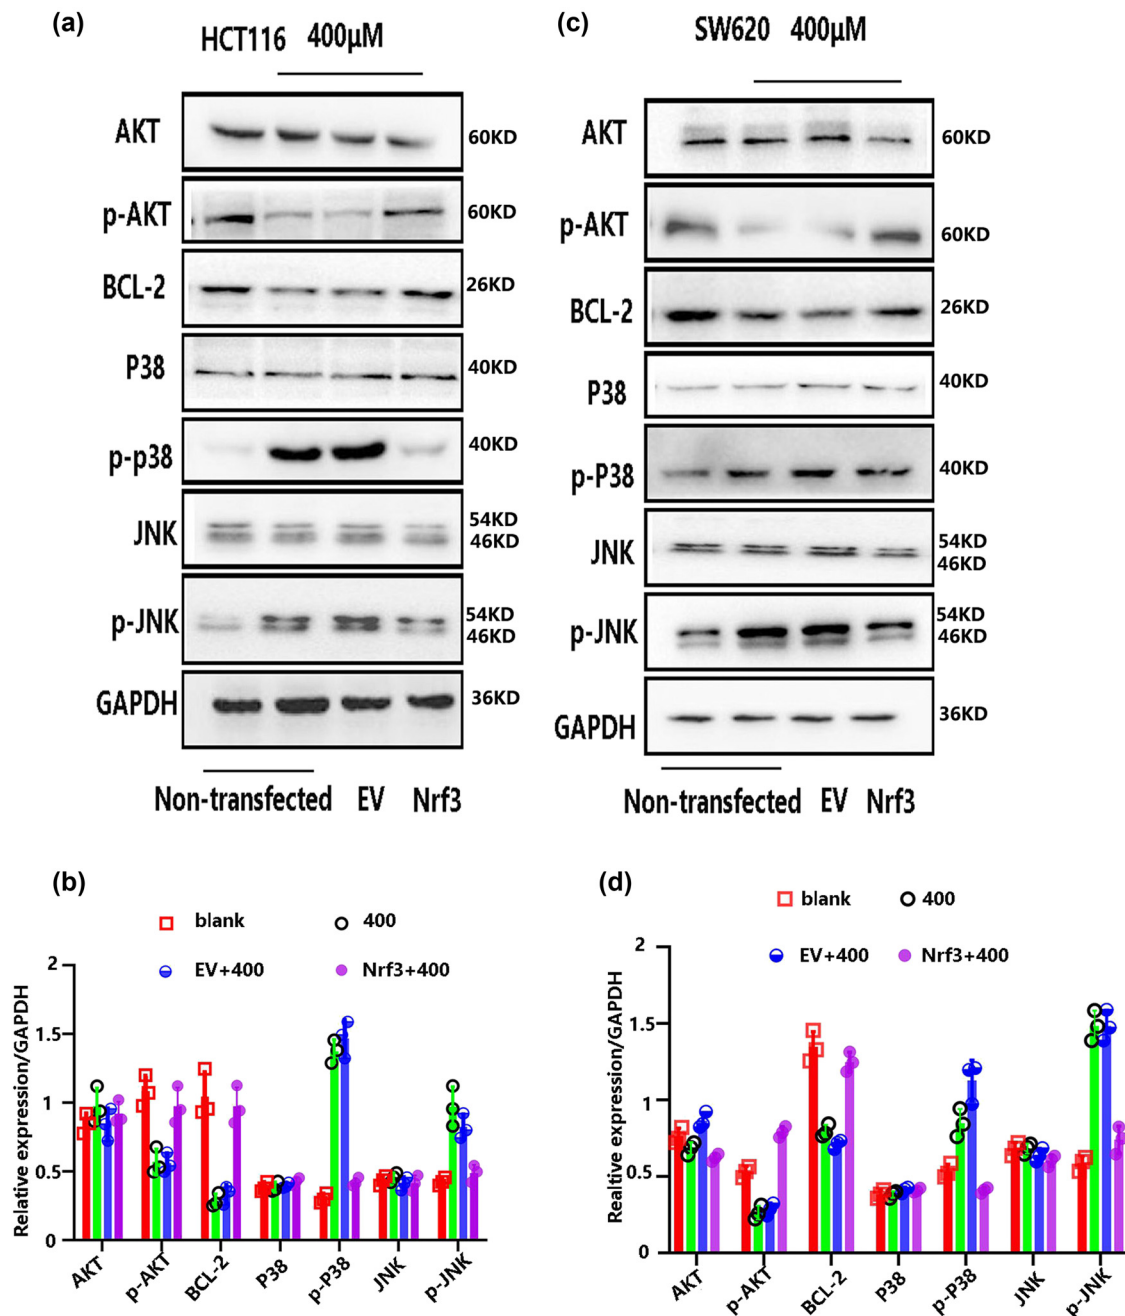 (a)
HCT116 400μM
AKT 60KD
p-AKT 60KD
BCL-2 26KD
P38 40KD
p-p38 40KD
JNK 54KD
46KD
p-JNK 54KD
46KD
GAPDH 36KD
Non-transfected EV Nrf3
(c)
SW620 400μM
AKT 60KD
p-AKT 60KD
BCL-2 26KD
P38 40KD
p-P38 40KD
JNK 54KD
46KD
p-JNK 54KD
46KD
GAPDH 36KD
Non-transfected EV Nrf3
(b)
blank 400
EV+400 Nrf3+400
Relative expression/GAPDH
2
1.5
1
0.5
0
AKT p-AKT BCL-2 P38 p-P38 JNK p-JNK
(d)
blank 400
EV+400 Nrf3+400
Realtive expression/GAPDH
2
1.5
1
0.5
0
AKT p-AKT BCL-2 P38 p-P38 JNK p-JNK